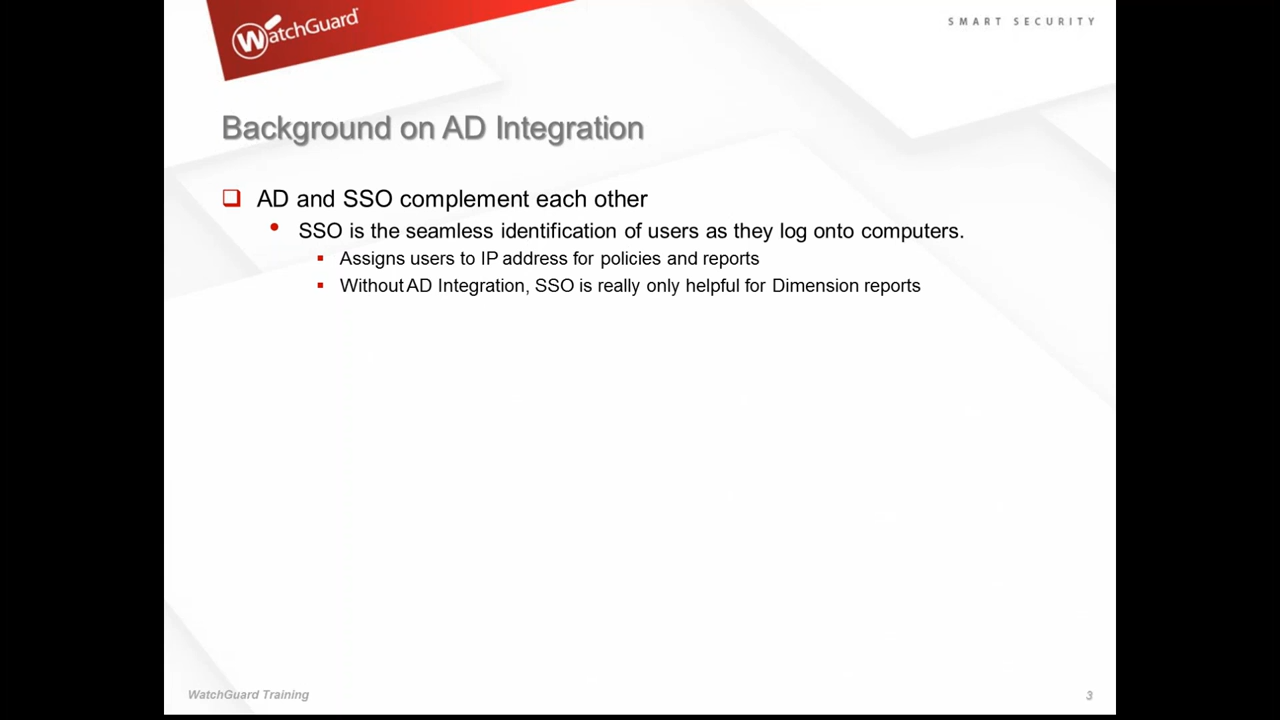 WatchGuard
SMART SECURITY
Background on AD Integration
AD and SSO complement each other
SSO is the seamless identification of users as they log onto computers.
Assigns users to IP address for policies and reports
Without AD Integration, SSO is really only helpful for Dimension reports
WatchGuard Training
3